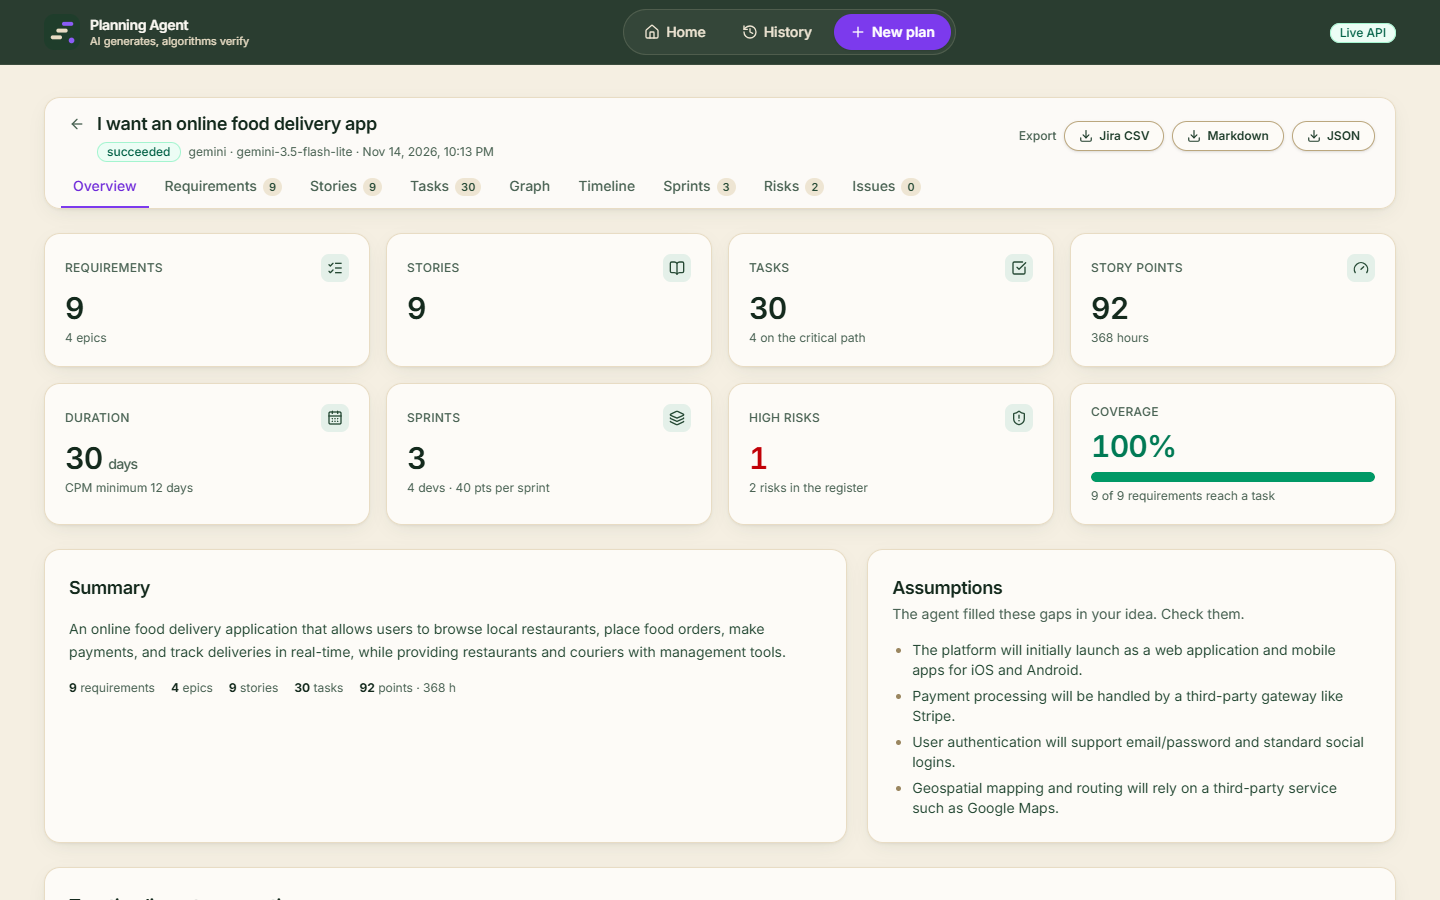 Planning Agent
AI generates, algorithms verify
Home
History
New plan
Live API
I want an online food delivery app
succeeded gemini · gemini-3.5-flash-lite · Nov 14, 2026, 10:13 PM
Export
Jira CSV
Markdown
JSON
Overview
Requirements 9
Stories 9
Tasks 30
Graph
Timeline
Sprints 3
Risks 2
Issues 0
REQUIREMENTS
9
4 epics
STORIES
9
TASKS
30
4 on the critical path
STORY POINTS
92
368 hours
DURATION
30 days
CPM minimum 12 days
SPRINTS
3
4 devs · 40 pts per sprint
HIGH RISKS
1
2 risks in the register
COVERAGE
100%
9 of 9 requirements reach a task
Summary
An online food delivery application that allows users to browse local restaurants, place food orders, make
payments, and track deliveries in real-time, while providing restaurants and couriers with management tools.
9 requirements 4 epics 9 stories 30 tasks 92 points · 368 h
Assumptions
The agent filled these gaps in your idea. Check them.
• The platform will initially launch as a web application and mobile
apps for iOS and Android.
• Payment processing will be handled by a third-party gateway like
Stripe.
• User authentication will support email/password and standard social
logins.
• Geospatial mapping and routing will rely on a third-party service
such as Google Maps.